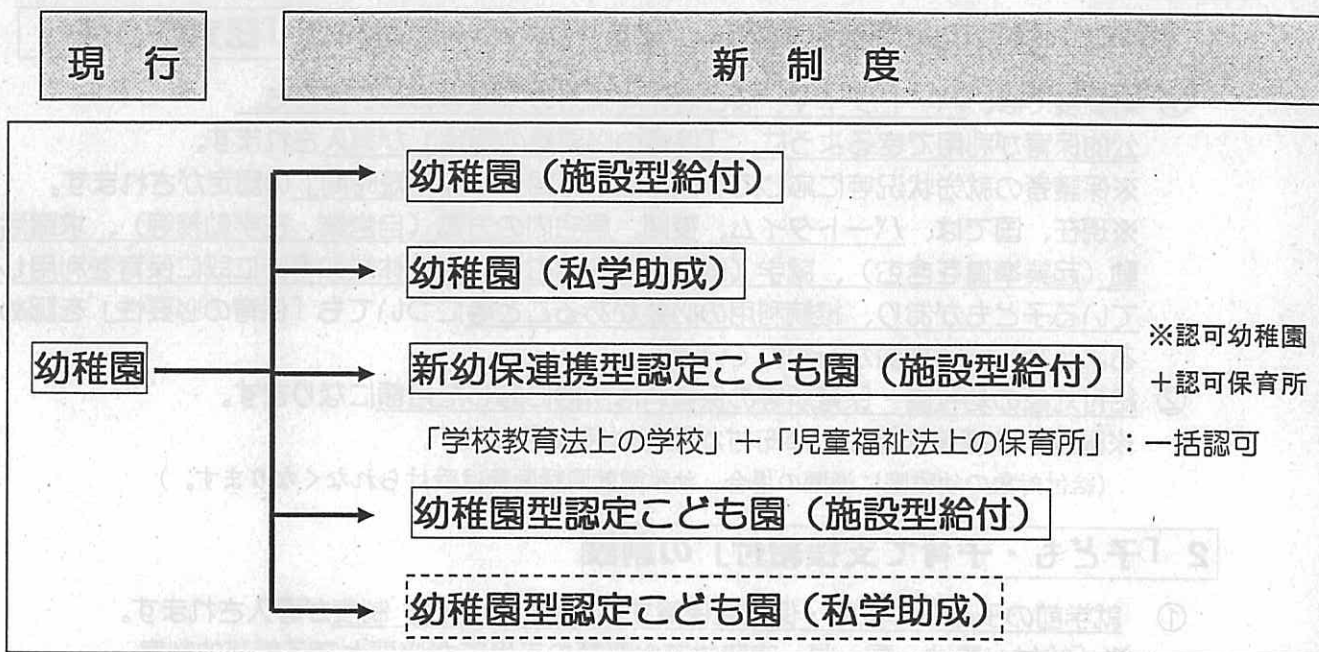 現 行
新 制 度
幼稚園（施設型給付）
幼稚園（私学助成）
幼稚園
新幼保連携型認定こども園（施設型給付）
※認可幼稚園
＋認可保育所
「学校教育法上の学校」＋「児童福祉法上の保育所」：一括認可
幼稚園型認定こども園（施設型給付）
幼稚園型認定こども園（私学助成）